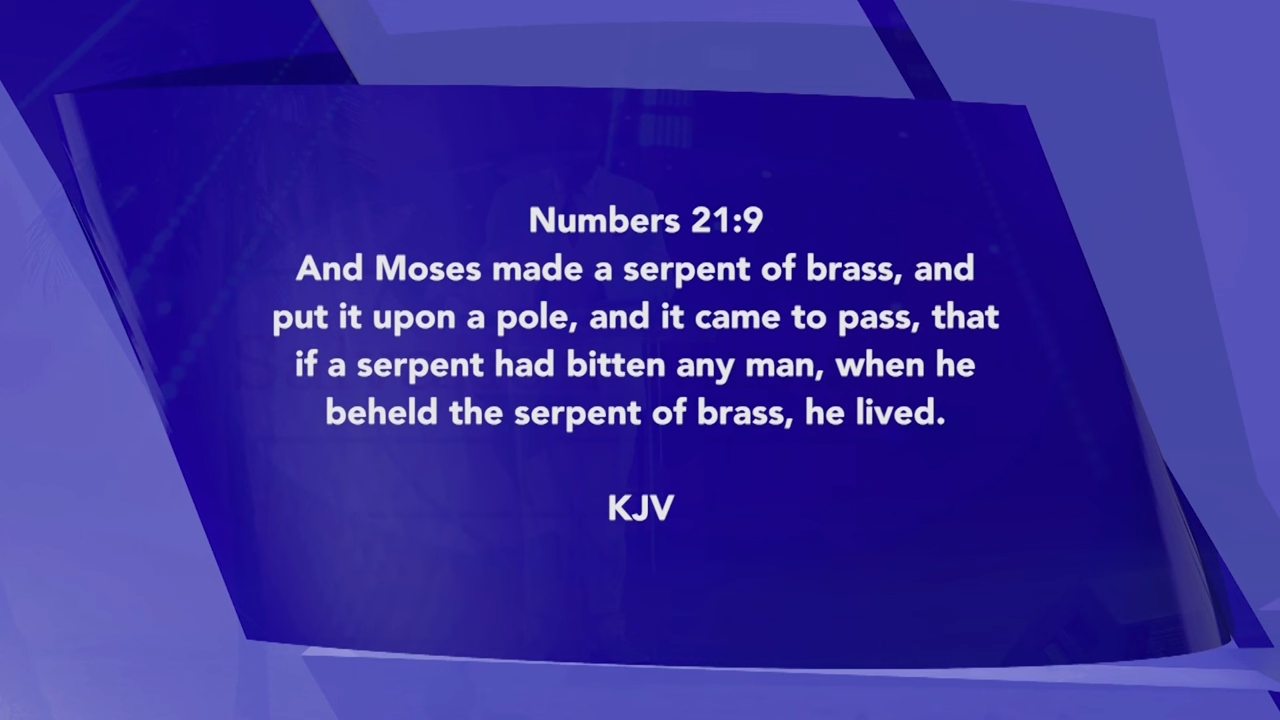 Numbers 21:9
And Moses made a serpent of brass, and
put it upon a pole, and it came to pass, that
if a serpent had bitten any man, when he
beheld the serpent of brass, he lived.
KJV